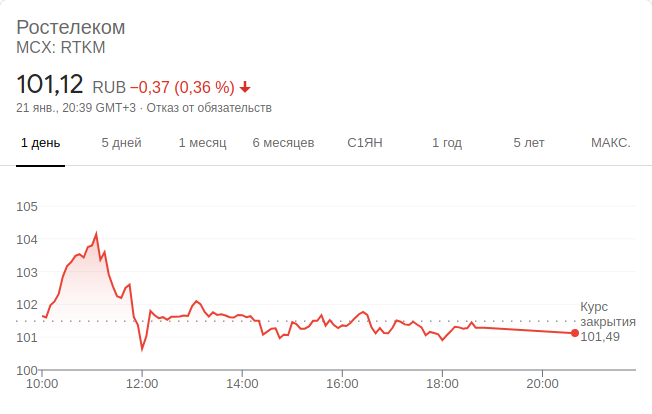 Ростелеком
MCX: RTKM
101,12 RUB −0,37 (0,36 %)
21 янв., 20:39 GMT+3 · Отказ от обязательств
1 день 5 дней 1 месяц 6 месяцев С1ЯН 1 год 5 лет МАКС.
105
104
103
102
101
100
Курс
закрытия
101,49
10:00 12:00 14:00 16:00 18:00 20:00